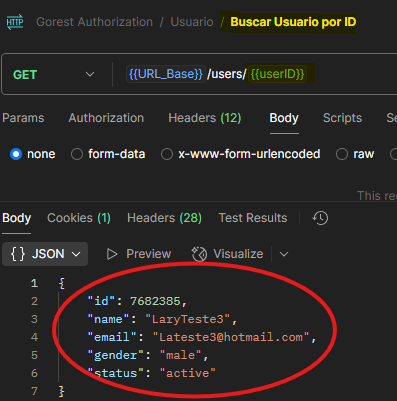 HTTP Gorest Authorization / Usuario / Buscar Usuario por ID
GET {{URL_Base}} /users/ {{userID}}
Params Authorization Headers (12) Body Scripts
none form-data x-www-form-urlencoded raw
This req
Body Cookies (1) Headers (28) Test Results
{} JSON Preview Visualize
1 {
2 "id": 7682385,
3 "name": "LaryTeste3",
4 "email": "Lateste3@hotmail.com",
5 "gender": "male",
6 "status": "active"
7 }